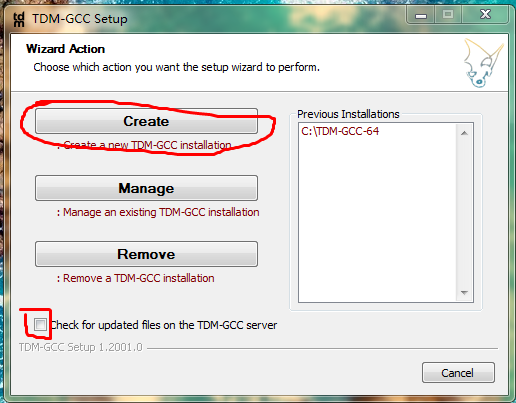 tdm TDM-GCC Setup
Wizard Action
Choose which action you want the setup wizard to perform.
Create
: Create a new TDM-GCC installation
Manage
: Manage an existing TDM-GCC installation
Remove
: Remove a TDM-GCC installation
Previous Installations
C:\TDM-GCC-64
Check for updated files on the TDM-GCC server
TDM-GCC Setup 1.2001.0
Cancel